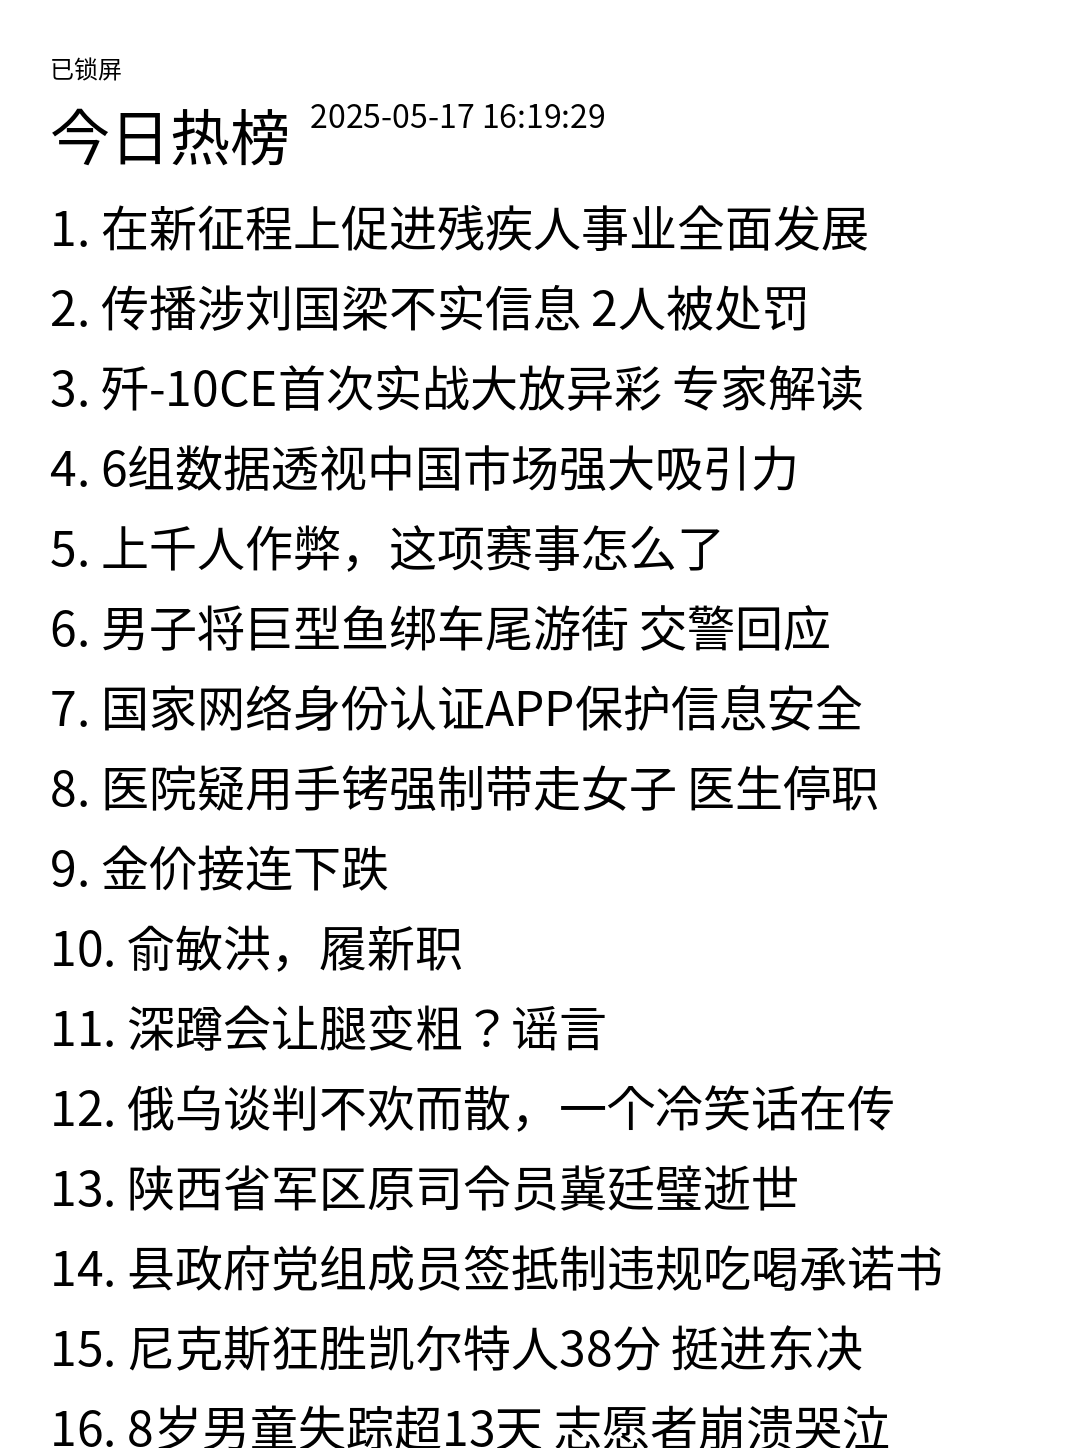 已锁屏
今日热榜 2025-05-17 16:19:29
1. 在新征程上促进残疾人事业全面发展
2. 传播涉刘国梁不实信息 2人被处罚
3. 歼-10CE首次实战大放异彩 专家解读
4. 6组数据透视中国市场强大吸引力
5. 上千人作弊，这项赛事怎么了
6. 男子将巨型鱼绑车尾游街 交警回应
7. 国家网络身份认证APP保护信息安全
8. 医院疑用手铐强制带走女子 医生停职
9. 金价接连下跌
10. 俞敏洪，履新职
11. 深蹲会让腿变粗？谣言
12. 俄乌谈判不欢而散，一个冷笑话在传
13. 陕西省军区原司令员冀廷璧逝世
14. 县政府党组成员签抵制违规吃喝承诺书
15. 尼克斯狂胜凯尔特人38分 挺进东决
16. 8岁男童失踪超13天 志愿者崩溃哭泣